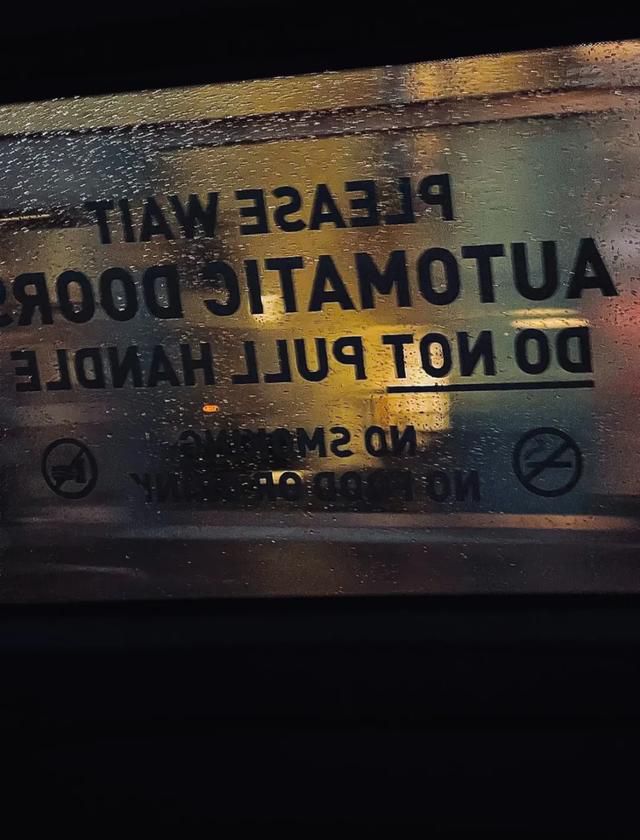 PLEASE WAIT
AUTOMATIC DOORS
DO NOT PULL HANDLE
NO SMOKING
NO FOOD OR DRINK